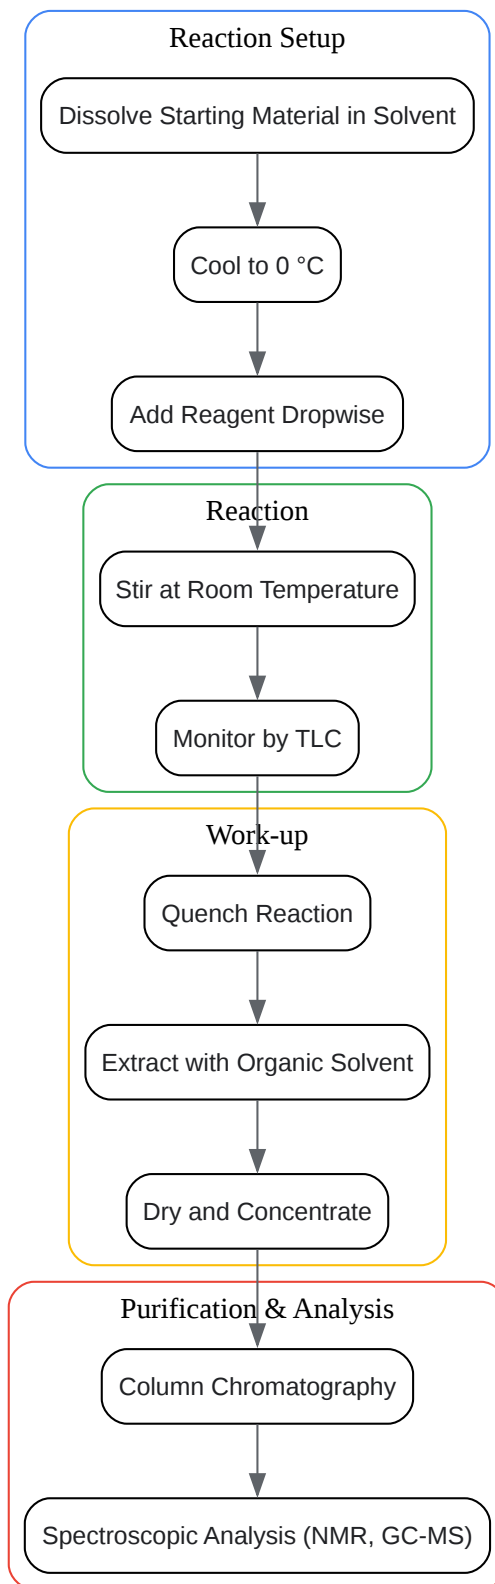 Reaction Setup
Dissolve Starting Material in Solvent
Cool to 0 °C
Add Reagent Dropwise
Reaction
Stir at Room Temperature
Monitor by TLC
Work-up
Quench Reaction
Extract with Organic Solvent
Dry and Concentrate
Purification & Analysis
Column Chromatography
Spectroscopic Analysis (NMR, GC-MS)